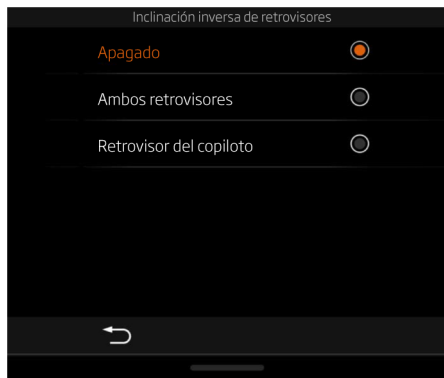 Inclinación inversa de retrovisores
Apagado
Ambos retrovisores
Retrovisor del copiloto